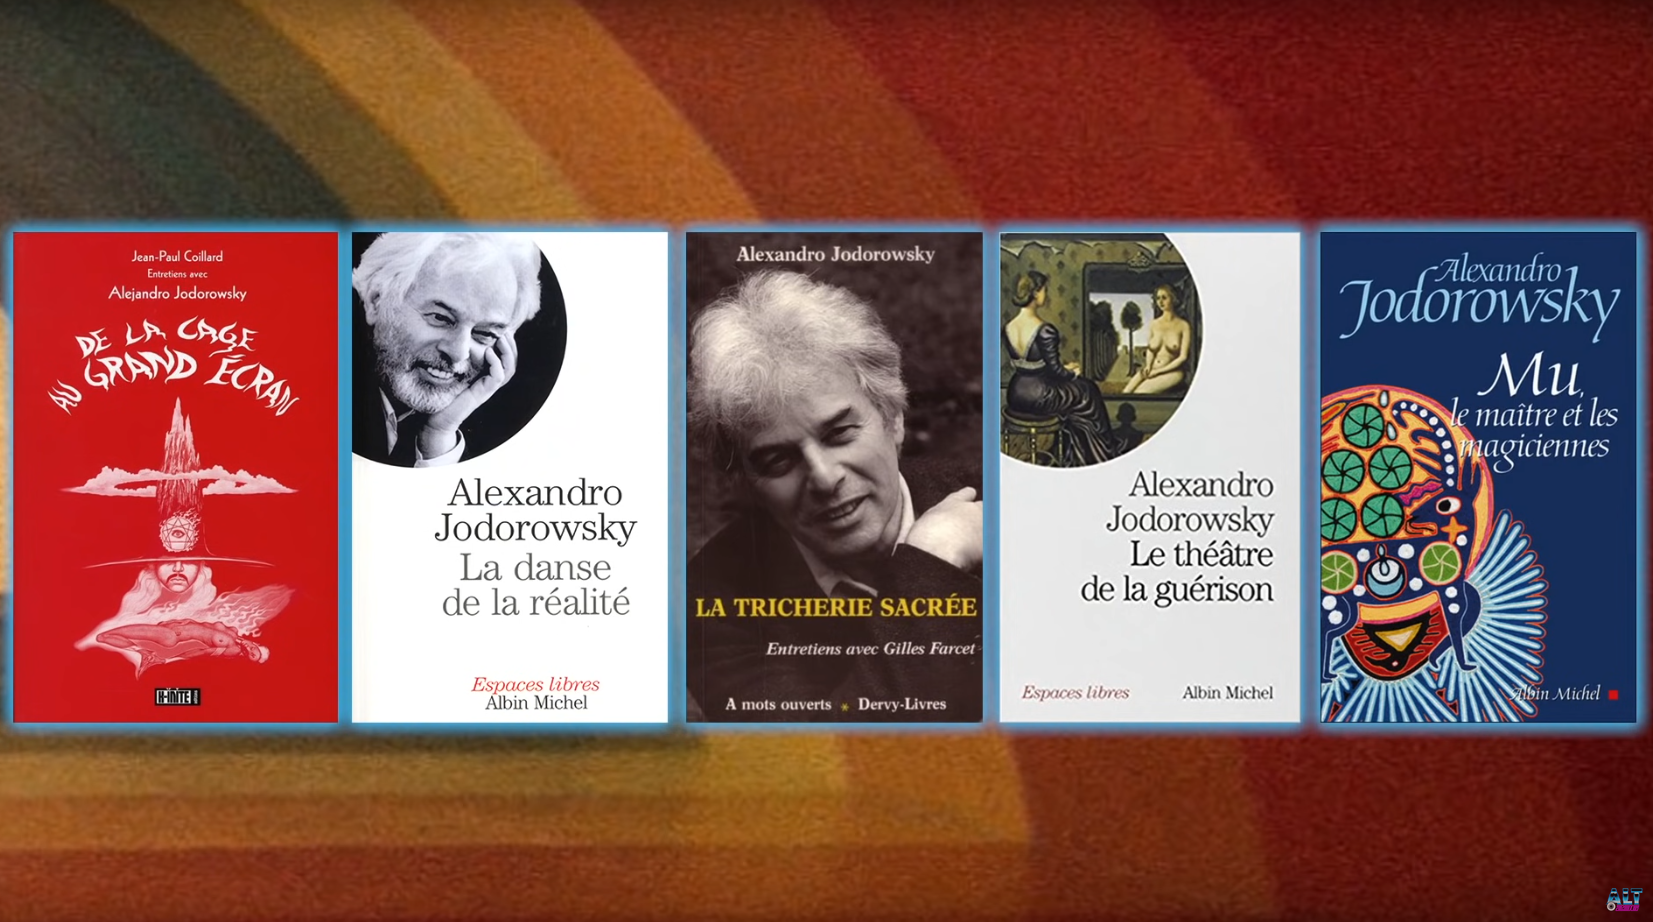 Jean-Paul Coillard
Entretiens avec
Alejandro Jodorowsky
DE LA CAGE
AU GRAND ÉCRAN
K-INITE
Alexandro
Jodorowsky
La danse
de la réalité
Espaces libres
Albin Michel
Alexandro Jodorowsky
LA TRICHERIE SACRÉE
Entretiens avec Gilles Farcet
A mots ouverts * Dervy-Livres
Alexandro
Jodorowsky
Le théâtre
de la guérison
Espaces libres
Albin Michel
Alexandro
Jodorowsky
Mu,
le maître et les
magiciennes
Albin Michel
ALT